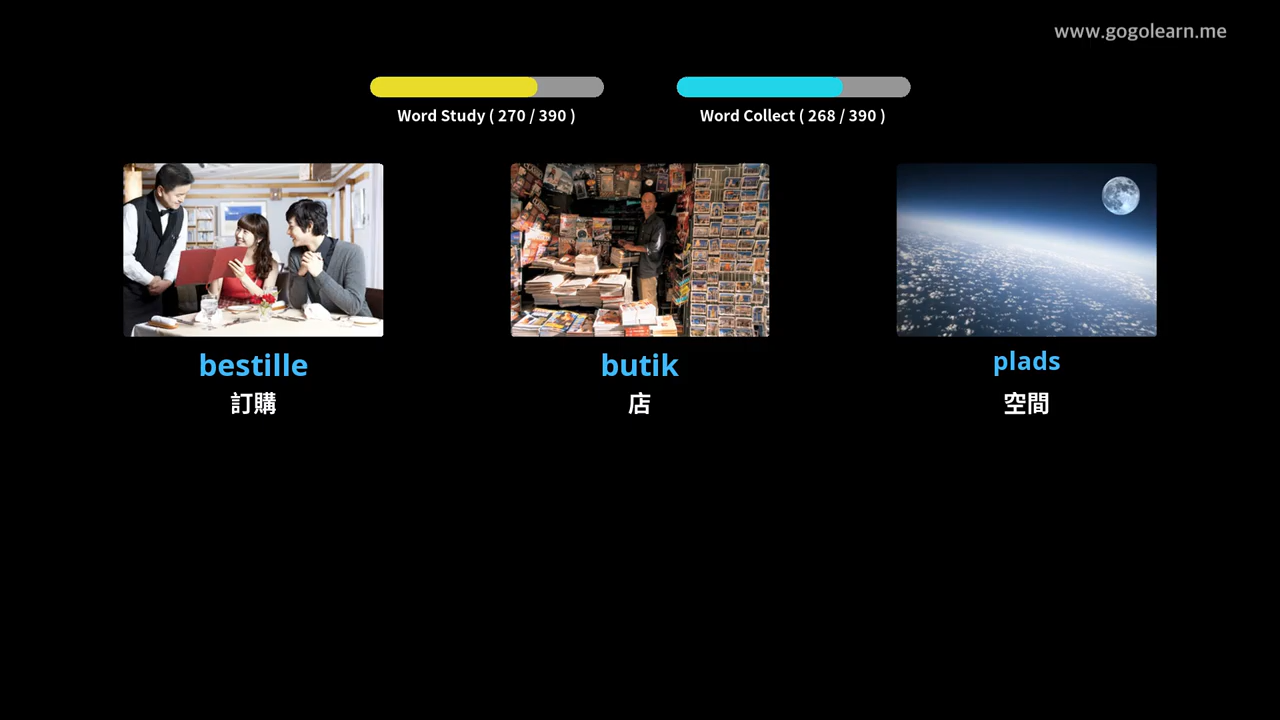 www.gogolearn.me
Word Study ( 270 / 390 )
Word Collect ( 268 / 390 )
bestille
訂購
butik
店
plads
空間